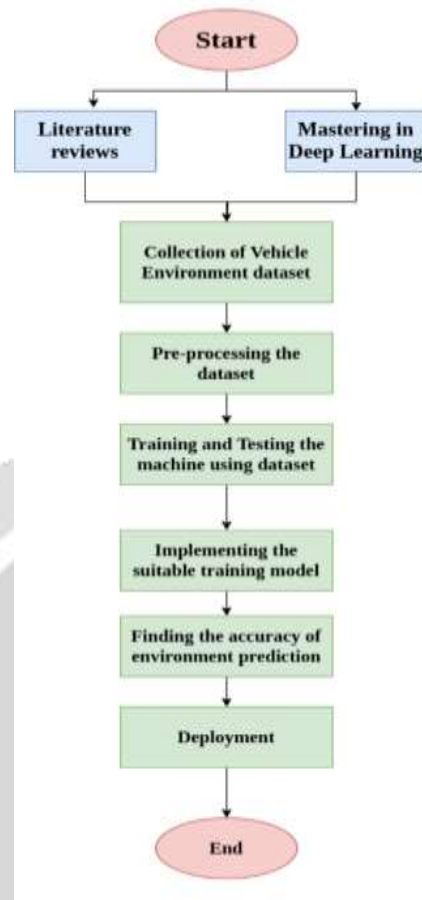 Start
Literature
reviews
Mastering in
Deep Learning
Collection of Vehicle
Environment dataset
Pre-processing the
dataset
Training and Testing the
machine using dataset
Implementing the
suitable training model
Finding the accuracy of
environment prediction
Deployment
End